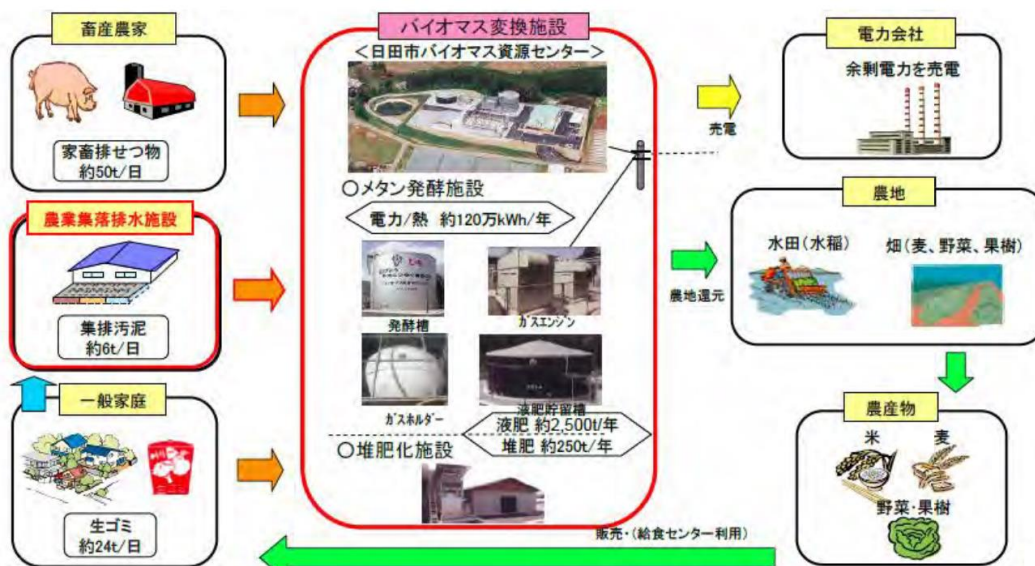 畜産農家
家畜排せつ物
約50t/日
農業集落排水施設
集排汚泥
約6t/日
一般家庭
生ゴミ
約24t/日
バイオマス変換施設
＜日田市バイオマス資源センター＞
○メタン発酵施設
電力/熱 約120万kWh/年
発酵槽
ガスエンジン
ガスホルダー
液肥貯留槽
液肥 約2,500t/年
堆肥 約250t/年
○堆肥化施設
売電
電力会社
余剰電力を売電
農地還元
農地
水田(水稲)
畑(麦、野菜、果樹)
農産物
米
麦
野菜・果樹
販売・(給食センター利用)